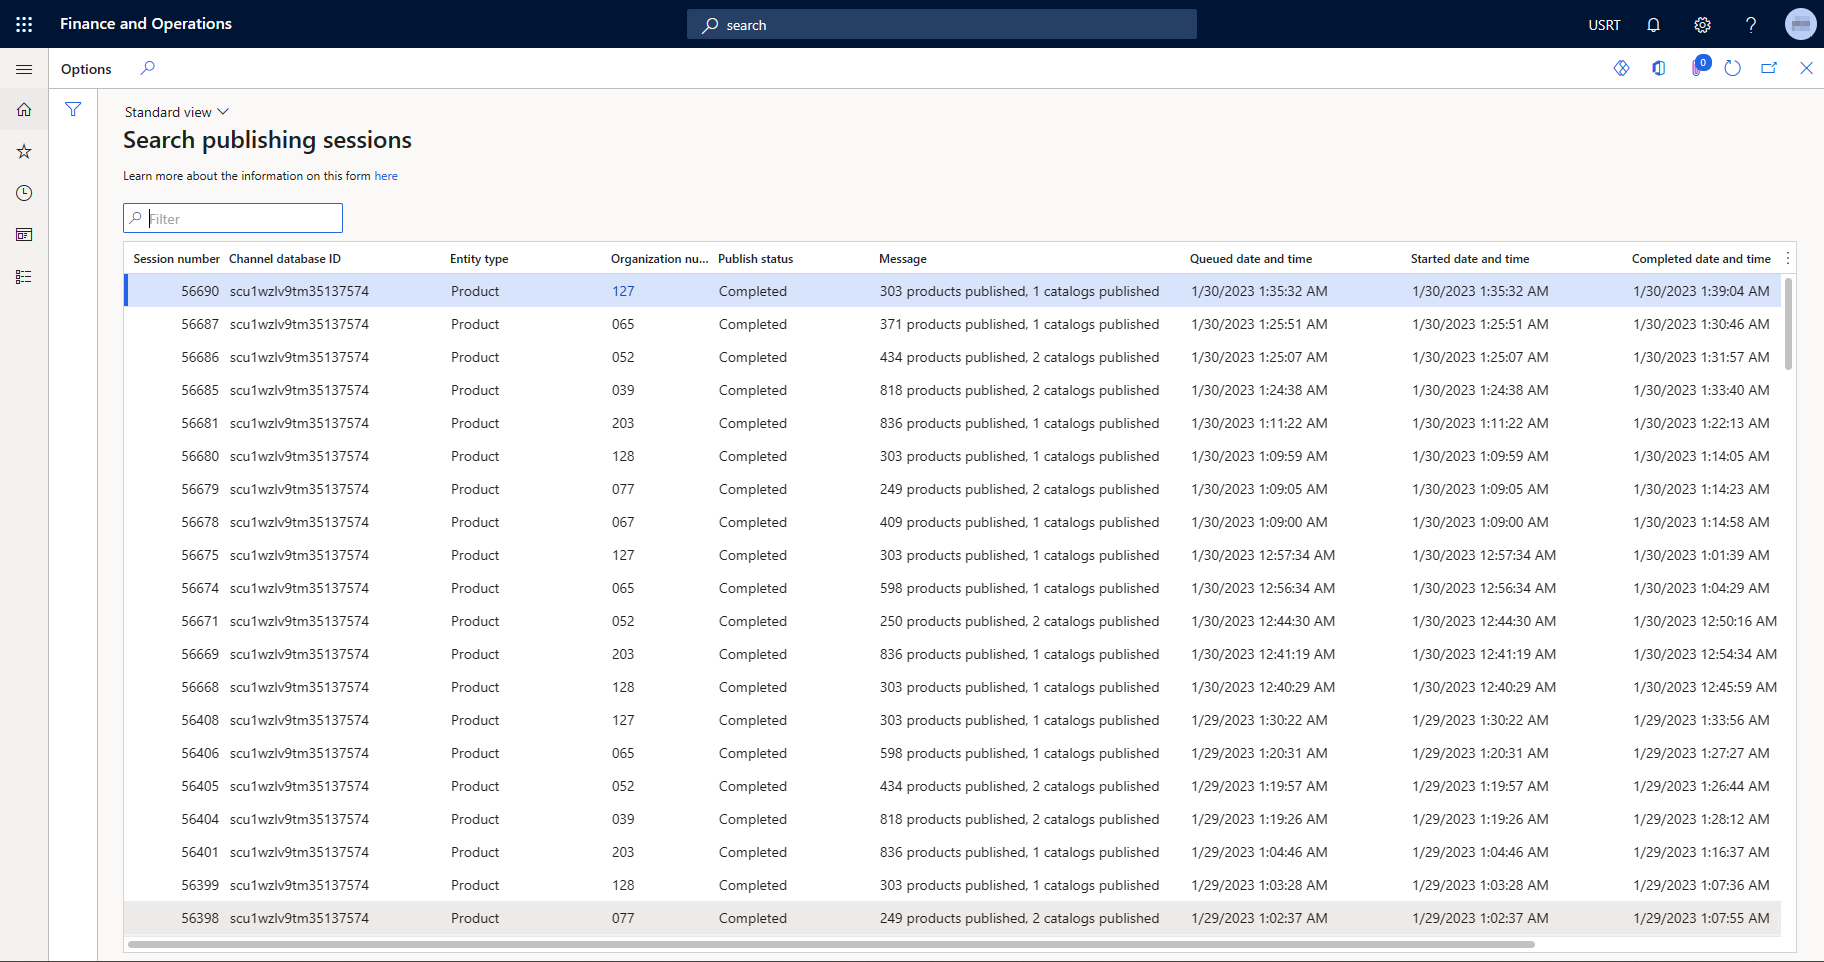 Finance and Operations
search
USRT
?
Options
0
Standard view
Search publishing sessions
Learn more about the information on this form here
Filter
Session number Channel database ID Entity type Organization nu... Publish status Message Queued date and time Started date and time Completed date and time
56690 scu1wzlv9tm35137574 Product 127 Completed 303 products published, 1 catalogs published 1/30/2023 1:35:32 AM 1/30/2023 1:35:32 AM 1/30/2023 1:39:04 AM
56687 scu1wzlv9tm35137574 Product 065 Completed 371 products published, 1 catalogs published 1/30/2023 1:25:51 AM 1/30/2023 1:25:51 AM 1/30/2023 1:30:46 AM
56686 scu1wzlv9tm35137574 Product 052 Completed 434 products published, 2 catalogs published 1/30/2023 1:25:07 AM 1/30/2023 1:25:07 AM 1/30/2023 1:31:57 AM
56685 scu1wzlv9tm35137574 Product 039 Completed 818 products published, 2 catalogs published 1/30/2023 1:24:38 AM 1/30/2023 1:24:38 AM 1/30/2023 1:33:40 AM
56681 scu1wzlv9tm35137574 Product 203 Completed 836 products published, 1 catalogs published 1/30/2023 1:11:22 AM 1/30/2023 1:11:22 AM 1/30/2023 1:22:13 AM
56680 scu1wzlv9tm35137574 Product 128 Completed 303 products published, 1 catalogs published 1/30/2023 1:09:59 AM 1/30/2023 1:09:59 AM 1/30/2023 1:14:05 AM
56679 scu1wzlv9tm35137574 Product 077 Completed 249 products published, 2 catalogs published 1/30/2023 1:09:05 AM 1/30/2023 1:09:05 AM 1/30/2023 1:14:23 AM
56678 scu1wzlv9tm35137574 Product 067 Completed 409 products published, 1 catalogs published 1/30/2023 1:09:00 AM 1/30/2023 1:09:00 AM 1/30/2023 1:14:58 AM
56675 scu1wzlv9tm35137574 Product 127 Completed 303 products published, 1 catalogs published 1/30/2023 12:57:34 AM 1/30/2023 12:57:34 AM 1/30/2023 1:01:39 AM
56674 scu1wzlv9tm35137574 Product 065 Completed 598 products published, 1 catalogs published 1/30/2023 12:56:34 AM 1/30/2023 12:56:34 AM 1/30/2023 1:04:29 AM
56671 scu1wzlv9tm35137574 Product 052 Completed 250 products published, 2 catalogs published 1/30/2023 12:44:30 AM 1/30/2023 12:44:30 AM 1/30/2023 12:50:16 AM
56669 scu1wzlv9tm35137574 Product 203 Completed 836 products published, 1 catalogs published 1/30/2023 12:41:19 AM 1/30/2023 12:41:19 AM 1/30/2023 12:54:34 AM
56668 scu1wzlv9tm35137574 Product 128 Completed 303 products published, 1 catalogs published 1/30/2023 12:40:29 AM 1/30/2023 12:40:29 AM 1/30/2023 12:45:59 AM
56408 scu1wzlv9tm35137574 Product 127 Completed 303 products published, 1 catalogs published 1/29/2023 1:30:22 AM 1/29/2023 1:30:22 AM 1/29/2023 1:33:56 AM
56406 scu1wzlv9tm35137574 Product 065 Completed 598 products published, 1 catalogs published 1/29/2023 1:20:31 AM 1/29/2023 1:20:31 AM 1/29/2023 1:27:27 AM
56405 scu1wzlv9tm35137574 Product 052 Completed 434 products published, 2 catalogs published 1/29/2023 1:19:57 AM 1/29/2023 1:19:57 AM 1/29/2023 1:26:44 AM
56404 scu1wzlv9tm35137574 Product 039 Completed 818 products published, 2 catalogs published 1/29/2023 1:19:26 AM 1/29/2023 1:19:26 AM 1/29/2023 1:28:12 AM
56401 scu1wzlv9tm35137574 Product 203 Completed 836 products published, 1 catalogs published 1/29/2023 1:04:46 AM 1/29/2023 1:04:46 AM 1/29/2023 1:16:37 AM
56399 scu1wzlv9tm35137574 Product 128 Completed 303 products published, 1 catalogs published 1/29/2023 1:03:28 AM 1/29/2023 1:03:28 AM 1/29/2023 1:07:36 AM
56398 scu1wzlv9tm35137574 Product 077 Completed 249 products published, 2 catalogs published 1/29/2023 1:02:37 AM 1/29/2023 1:02:37 AM 1/29/2023 1:07:55 AM